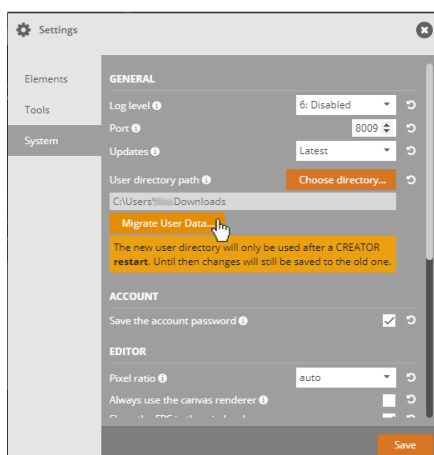 Settings
Elements
Tools
System
GENERAL
Log level
6: Disabled
Port
8009
Updates
Latest
User directory path
Choose directory...
C:\Users\ Downloads
Migrate User Data...
The new user directory will only be used after a CREATOR
restart. Until then changes will still be saved to the old one.
ACCOUNT
Save the account password
EDITOR
Pixel ratio
auto
Always use the canvas renderer
Save